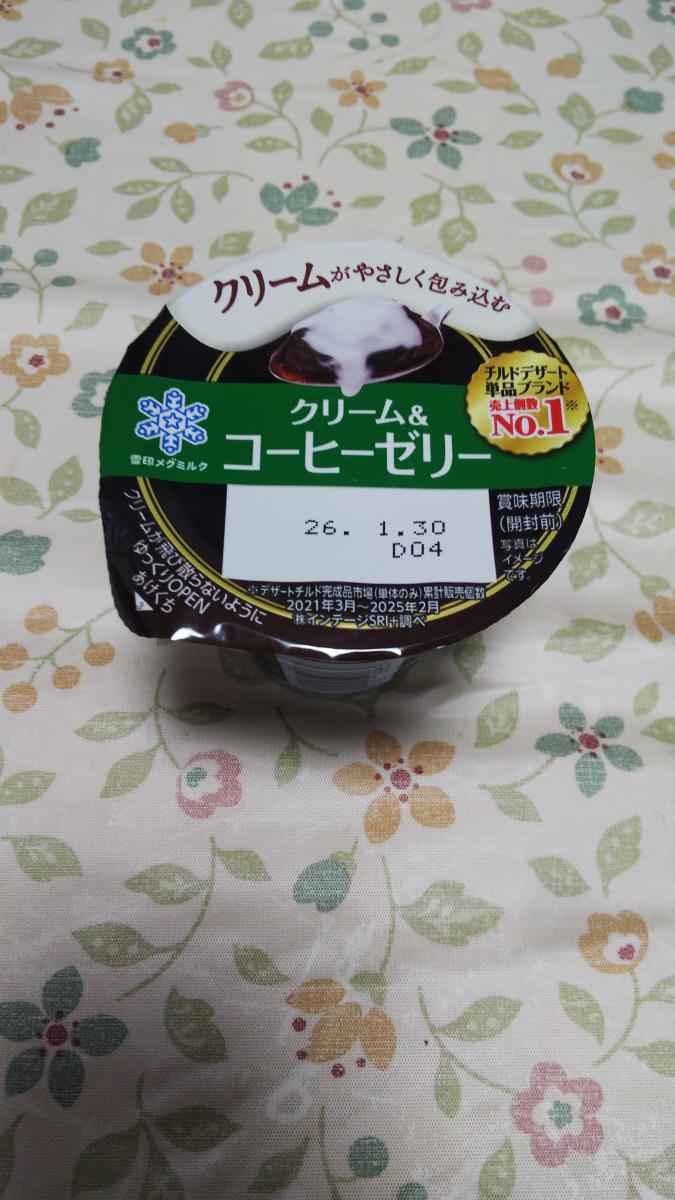 クリームがやさしく包み込む
チルドデザート
単品ブランド
売上個数
No.1※
雪印メグミルク
クリーム&
コーヒーゼリー
26. 1.30
D04
賞味期限
(開封前)
写真は
イメージ
です。
クリームが飛び散らないように
ゆっくりOPEN
あけくち
※デザートチルド完成品市場(単体のみ)累計販売個数
2021年3月〜2025年2月
㈱インテージSRI+調べ